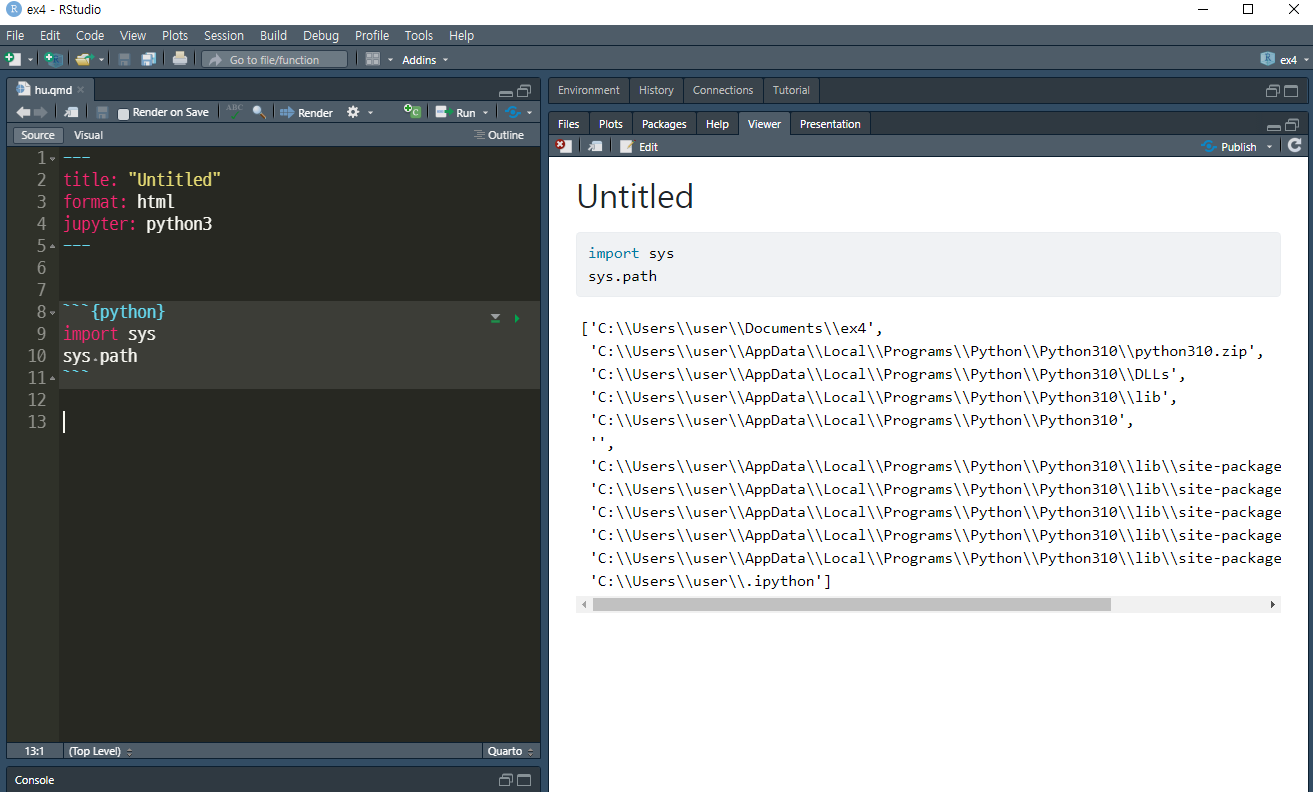 ex4 - RStudio
File Edit Code View Plots Session Build Debug Profile Tools Help
Go to file/function Addins ex4
hu.qmd
Render on Save ABC Render Run
Source Visual Outline
1 ---
2 title: "Untitled"
3 format: html
4 jupyter: python3
5 ---
6
7
8 ```{python}
9 import sys
10 sys.path
11 ```
12
13
13:1 (Top Level) Quarto
Console
Environment History Connections Tutorial
Files Plots Packages Help Viewer Presentation
Edit Publish
Untitled
import sys
sys.path
['C:\\Users\\user\\Documents\\ex4',
'C:\\Users\\user\\AppData\\Local\\Programs\\Python\\Python310\\python310.zip',
'C:\\Users\\user\\AppData\\Local\\Programs\\Python\\Python310\\DLLs',
'C:\\Users\\user\\AppData\\Local\\Programs\\Python\\Python310\\lib',
'C:\\Users\\user\\AppData\\Local\\Programs\\Python\\Python310',
'',
'C:\\Users\\user\\AppData\\Local\\Programs\\Python\\Python310\\lib\\site-package
'C:\\Users\\user\\AppData\\Local\\Programs\\Python\\Python310\\lib\\site-package
'C:\\Users\\user\\AppData\\Local\\Programs\\Python\\Python310\\lib\\site-package
'C:\\Users\\user\\AppData\\Local\\Programs\\Python\\Python310\\lib\\site-package
'C:\\Users\\user\\AppData\\Local\\Programs\\Python\\Python310\\lib\\site-package
'C:\\Users\\user\\.ipython']